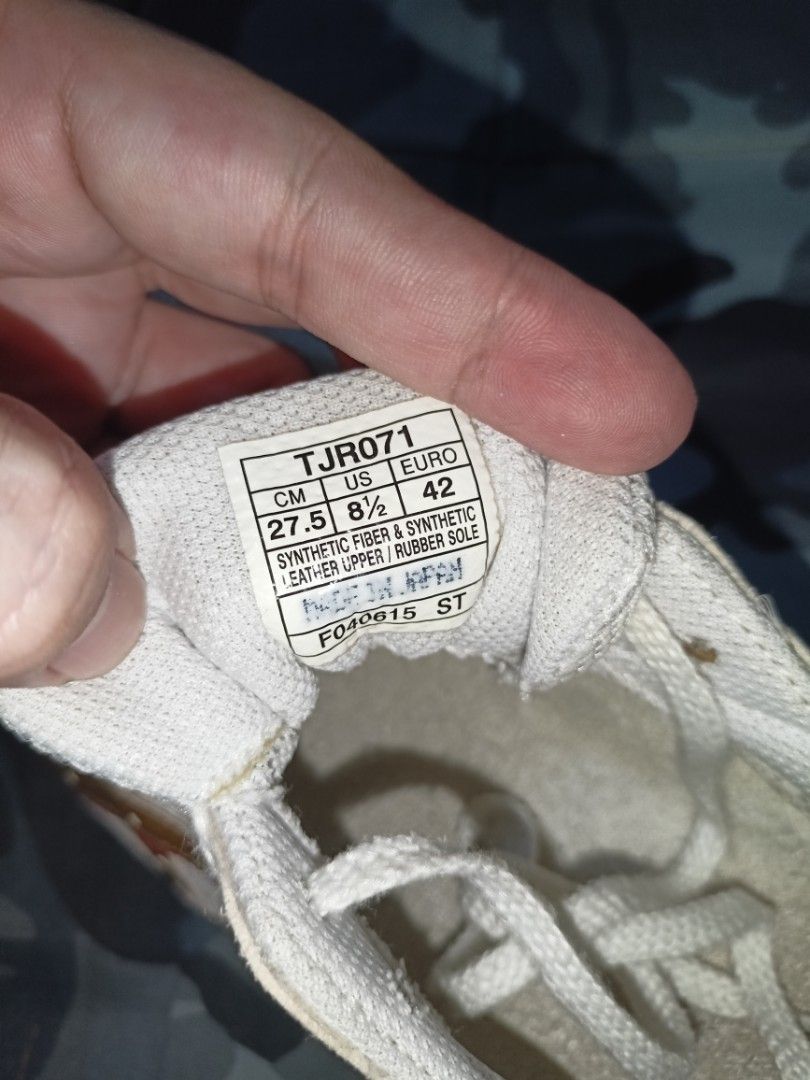 TJR071
CM US EURO
27.5 8½ 42
SYNTHETIC FIBER & SYNTHETIC
LEATHER UPPER / RUBBER SOLE
MADE IN JAPAN
F040615 ST